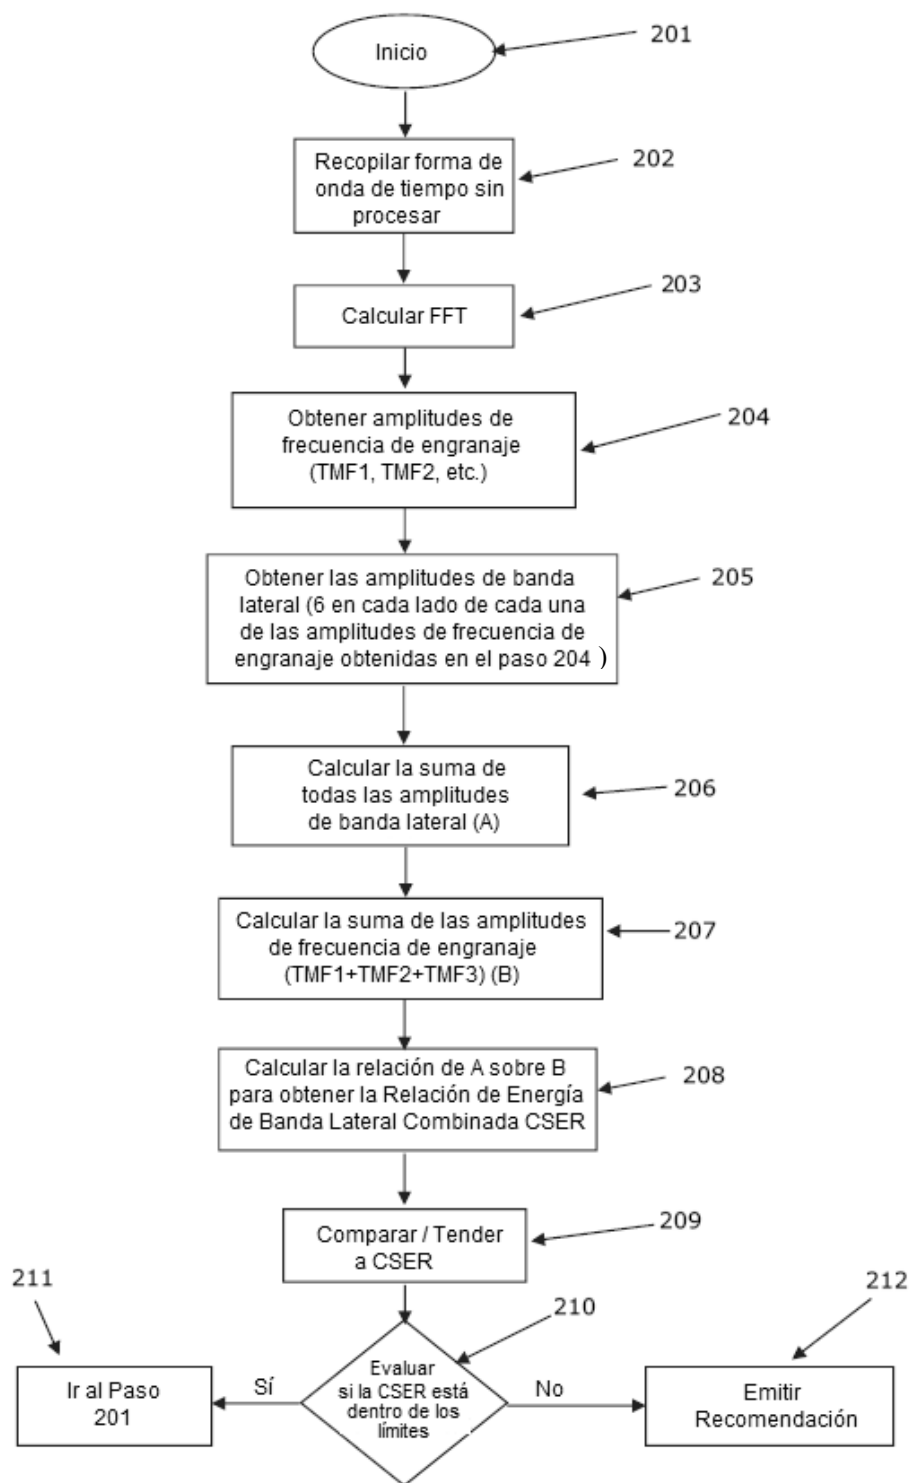 Inicio
201
Recopilar forma de
onda de tiempo sin
procesar
202
Calcular FFT
203
Obtener amplitudes de
frecuencia de engranaje
(TMF1, TMF2, etc.)
204
Obtener las amplitudes de banda
lateral (6 en cada lado de cada una
de las amplitudes de frecuencia de
engranaje obtenidas en el paso 204 )
205
Calcular la suma de
todas las amplitudes
de banda lateral (A)
206
Calcular la suma de las amplitudes
de frecuencia de engranaje
(TMF1+TMF2+TMF3) (B)
207
Calcular la relación de A sobre B
para obtener la Relación de Energía
de Banda Lateral Combinada CSER
208
Comparar / Tender
a CSER
209
Evaluar
si la CSER está
dentro de los
límites
210
Sí
No
Ir al Paso
201
211
Emitir
Recomendación
212